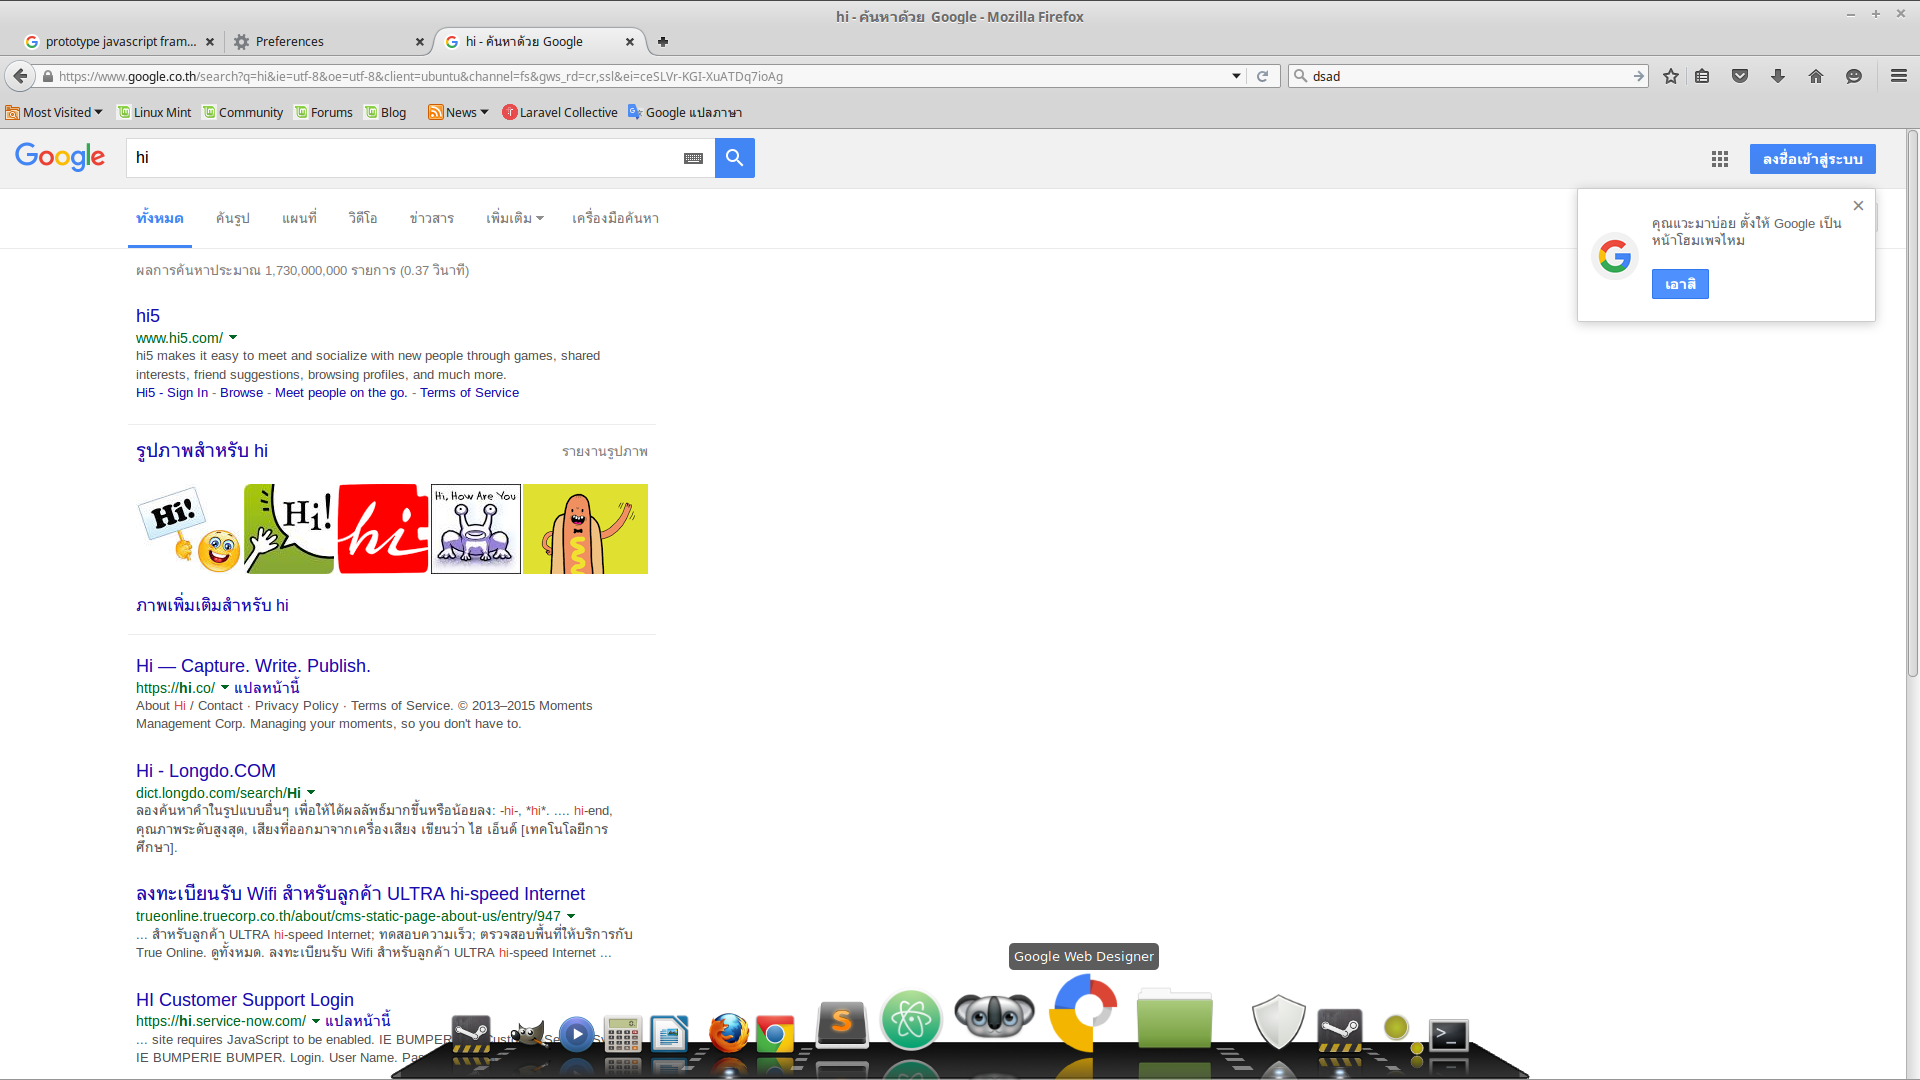 hi - ค้นหาด้วย Google - Mozilla Firefox
prototype javascript fram...
Preferences
hi - ค้นหาด้วย Google
https://www.google.co.th/search?q=hi&ie=utf-8&oe=utf-8&client=ubuntu&channel=fs&gws_rd=cr,ssl&ei=ceSLVr-KGI-XuATDq7ioAg
dsad
Most Visited
Linux Mint
Community
Forums
Blog
News
Laravel Collective
Google แปลภาษา
Google
hi
ลงชื่อเข้าสู่ระบบ
ทั้งหมด
ค้นรูป
แผนที่
วิดีโอ
ข่าวสาร
เพิ่มเติม
เครื่องมือค้นหา
คุณแวะมาบ่อย ตั้งให้ Google เป็น
หน้าโฮมเพจไหม
เอาสิ
ผลการค้นหาประมาณ 1,730,000,000 รายการ (0.37 วินาที)
hi5
www.hi5.com/
hi5 makes it easy to meet and socialize with new people through games, shared
interests, friend suggestions, browsing profiles, and much more.
Hi5 - Sign In - Browse - Meet people on the go. - Terms of Service
รูปภาพสำหรับ hi
รายงานรูปภาพ
Hi!
Hi!
hi
Hi, How Are You
ภาพเพิ่มเติมสำหรับ hi
Hi — Capture. Write. Publish.
https://hi.co/ แปลหน้านี้
About Hi / Contact · Privacy Policy · Terms of Service. © 2013–2015 Moments
Management Corp. Managing your moments, so you don't have to.
Hi - Longdo.COM
dict.longdo.com/search/Hi
ลองค้นหาคำในรูปแบบอื่นๆ เพื่อให้ได้ผลลัพธ์มากขึ้นหรือน้อยลง: -hi-, *hi*. .... hi-end,
คุณภาพระดับสูงสุด, เสียงที่ออกมาจากเครื่องเสียง เขียนว่า ไฮ เอ็นด์ [เทคโนโลยีการ
ศึกษา].
ลงทะเบียนรับ Wifi สำหรับลูกค้า ULTRA hi-speed Internet
trueonline.truecorp.co.th/about/cms-static-page-about-us/entry/947
... สำหรับลูกค้า ULTRA hi-speed Internet; ทดสอบความเร็ว; ตรวจสอบพื้นที่ให้บริการกับ
True Online. ดูทั้งหมด. ลงทะเบียนรับ Wifi สำหรับลูกค้า ULTRA hi-speed Internet ...
Google Web Designer
HI Customer Support Login
https://hi.service-now.com/ แปลหน้านี้
... site requires JavaScript to be enabled. IE BUMPER
IE BUMPERIE BUMPER. Login. User Name.